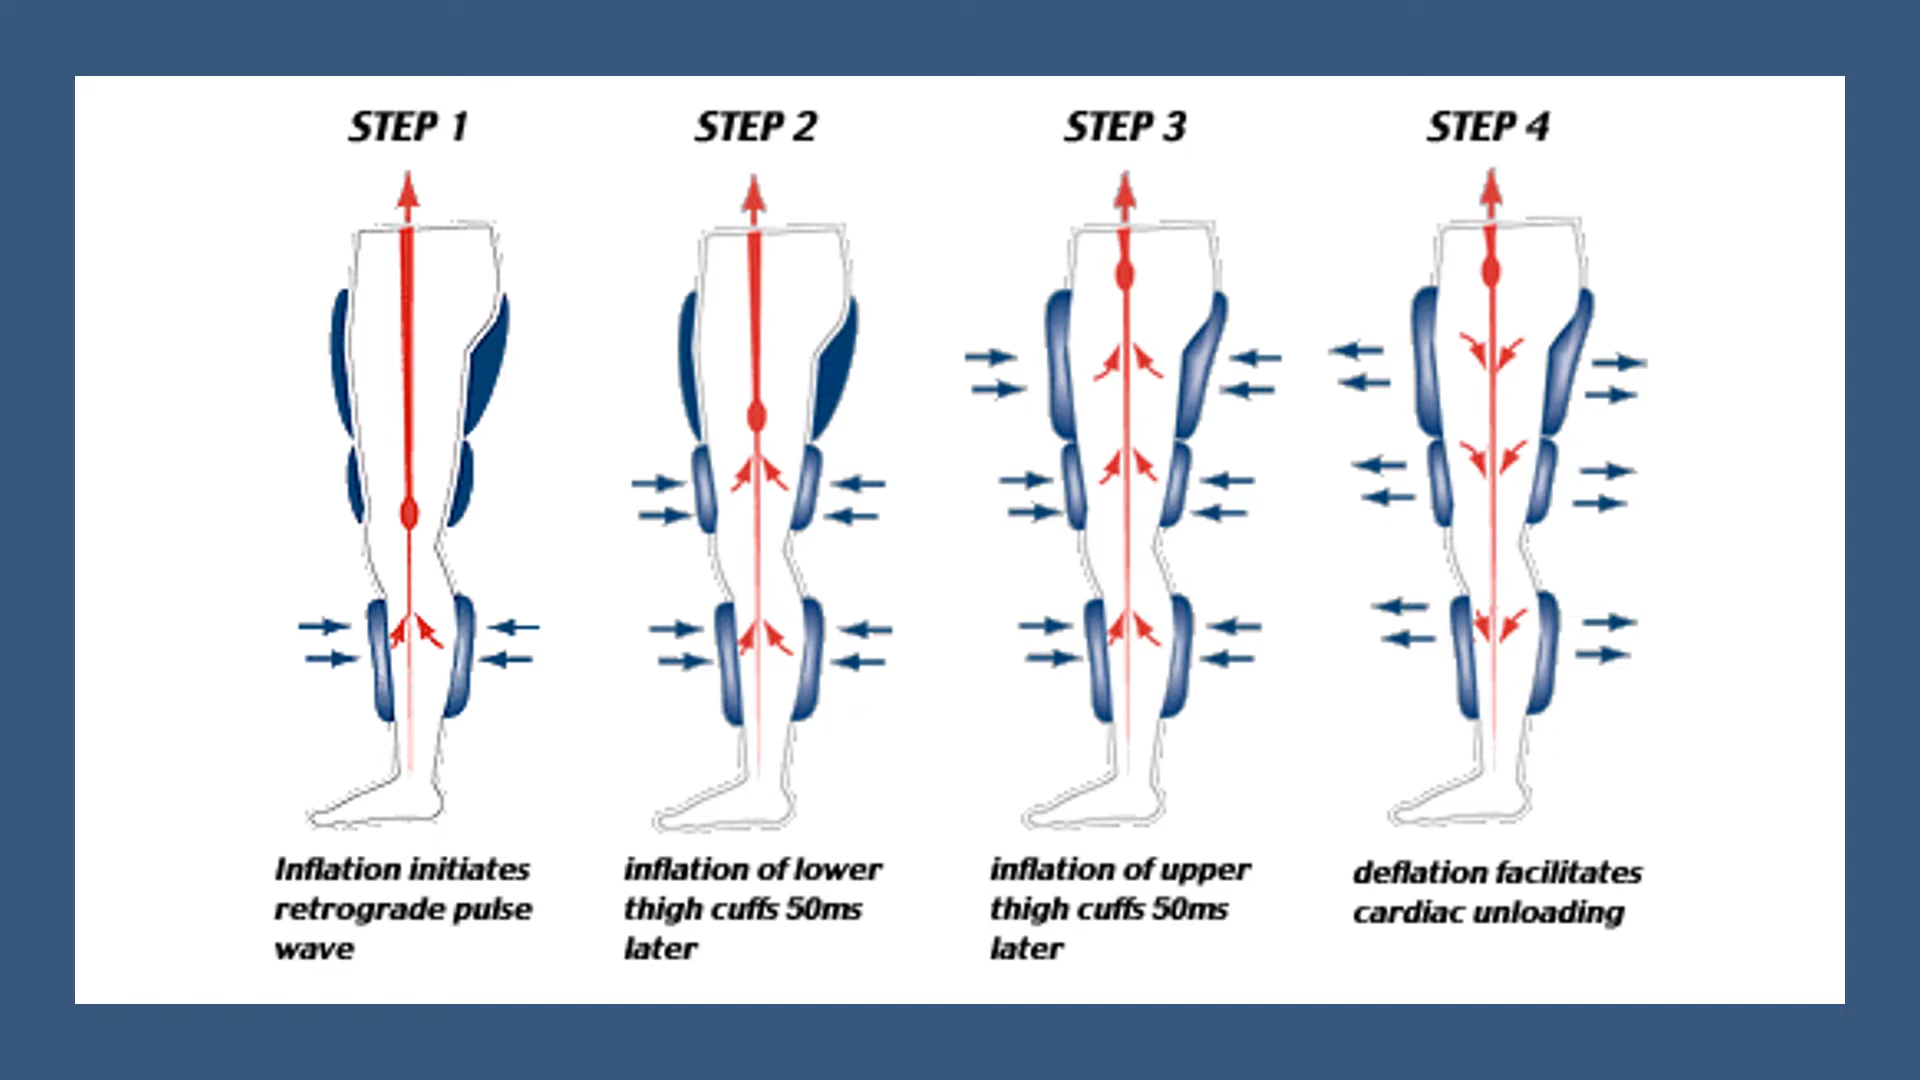 STEP 1
STEP 2
STEP 3
STEP 4
Inflation initiates
retrograde pulse
wave
inflation of lower
thigh cuffs 50ms
later
inflation of upper
thigh cuffs 50ms
later
deflation facilitates
cardiac unloading